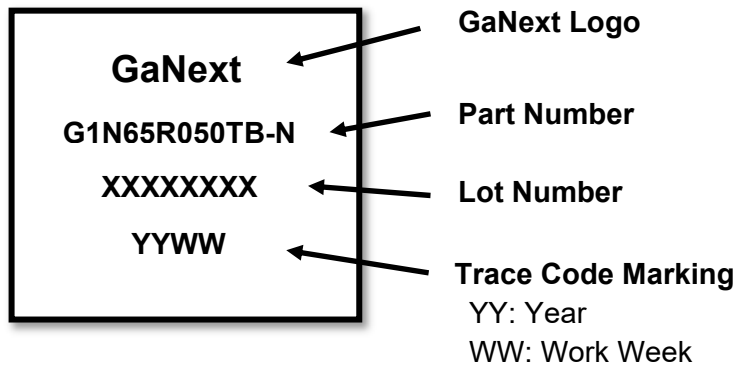 GaNext
G1N65R050TB-N
XXXXXXXX
YYWW
GaNext Logo
Part Number
Lot Number
Trace Code Marking
YY: Year
WW: Work Week